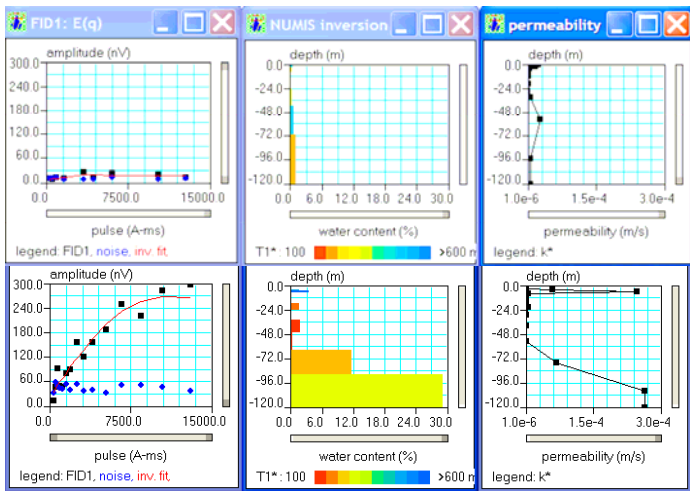 FID1: E(q)
amplitude (nV)
300.0
240.0
180.0
120.0
60.0
0.0
0.0 7500.0 15000.0
pulse (A-ms)
legend: FID1, noise, inv. fit,
NUMIS inversion
depth (m)
0.0
-24.0
-48.0
-72.0
-96.0
-120.0
0.0 6.0 12.0 18.0 24.0 30.0
water content (%)
T1* : 100 >600 m
permeability
depth (m)
0.0
-24.0
-48.0
-72.0
-96.0
-120.0
1.0e-6 1.5e-4 3.0e-4
permeability (m/s)
legend: k*
amplitude (nV)
300.0
240.0
180.0
120.0
60.0
0.0
0.0 7500.0 15000.0
pulse (A-ms)
legend: FID1, noise, inv. fit,
depth (m)
0.0
-24.0
-48.0
-72.0
-96.0
-120.0
0.0 6.0 12.0 18.0 24.0 30.0
water content (%)
T1* : 100 >600 m
depth (m)
0.0
-24.0
-48.0
-72.0
-96.0
-120.0
1.0e-6 1.5e-4 3.0e-4
permeability (m/s)
legend: k*